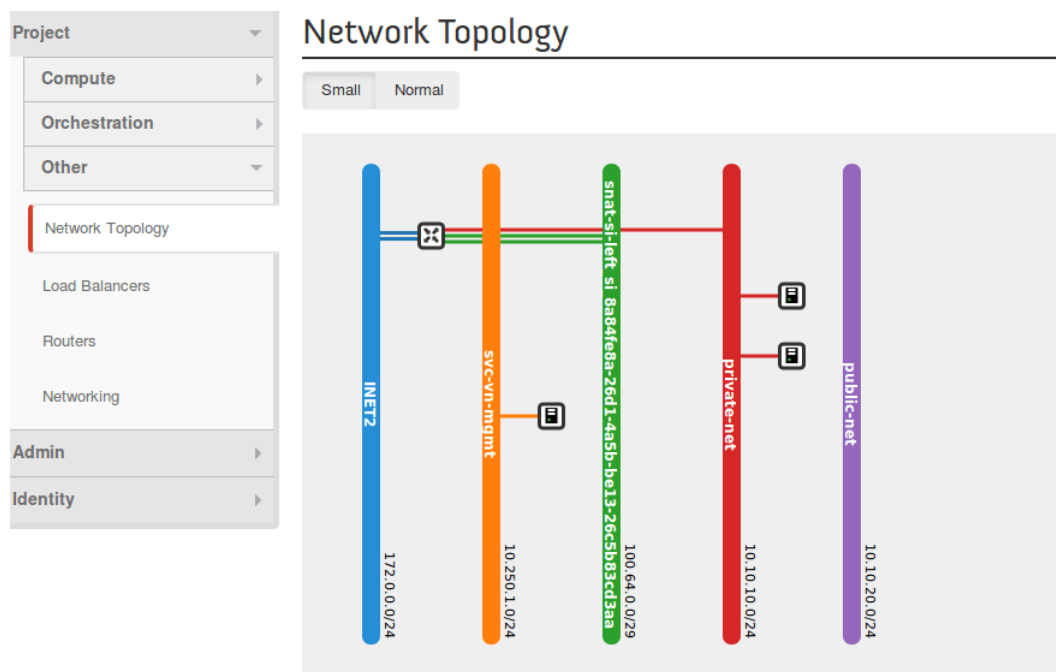 Project
Compute
Orchestration
Other
Network Topology
Load Balancers
Routers
Networking
Admin
Identity
Network Topology
Small
Normal
INET2
172.0.0.0/24
svc-vn-mgmt
10.250.1.0/24
snat-si-left_si_8a84fe8a-26d1-4a5b-be13-26c5b83cd3aa
100.64.0.0/29
private-net
10.10.10.0/24
public-net
10.10.20.0/24